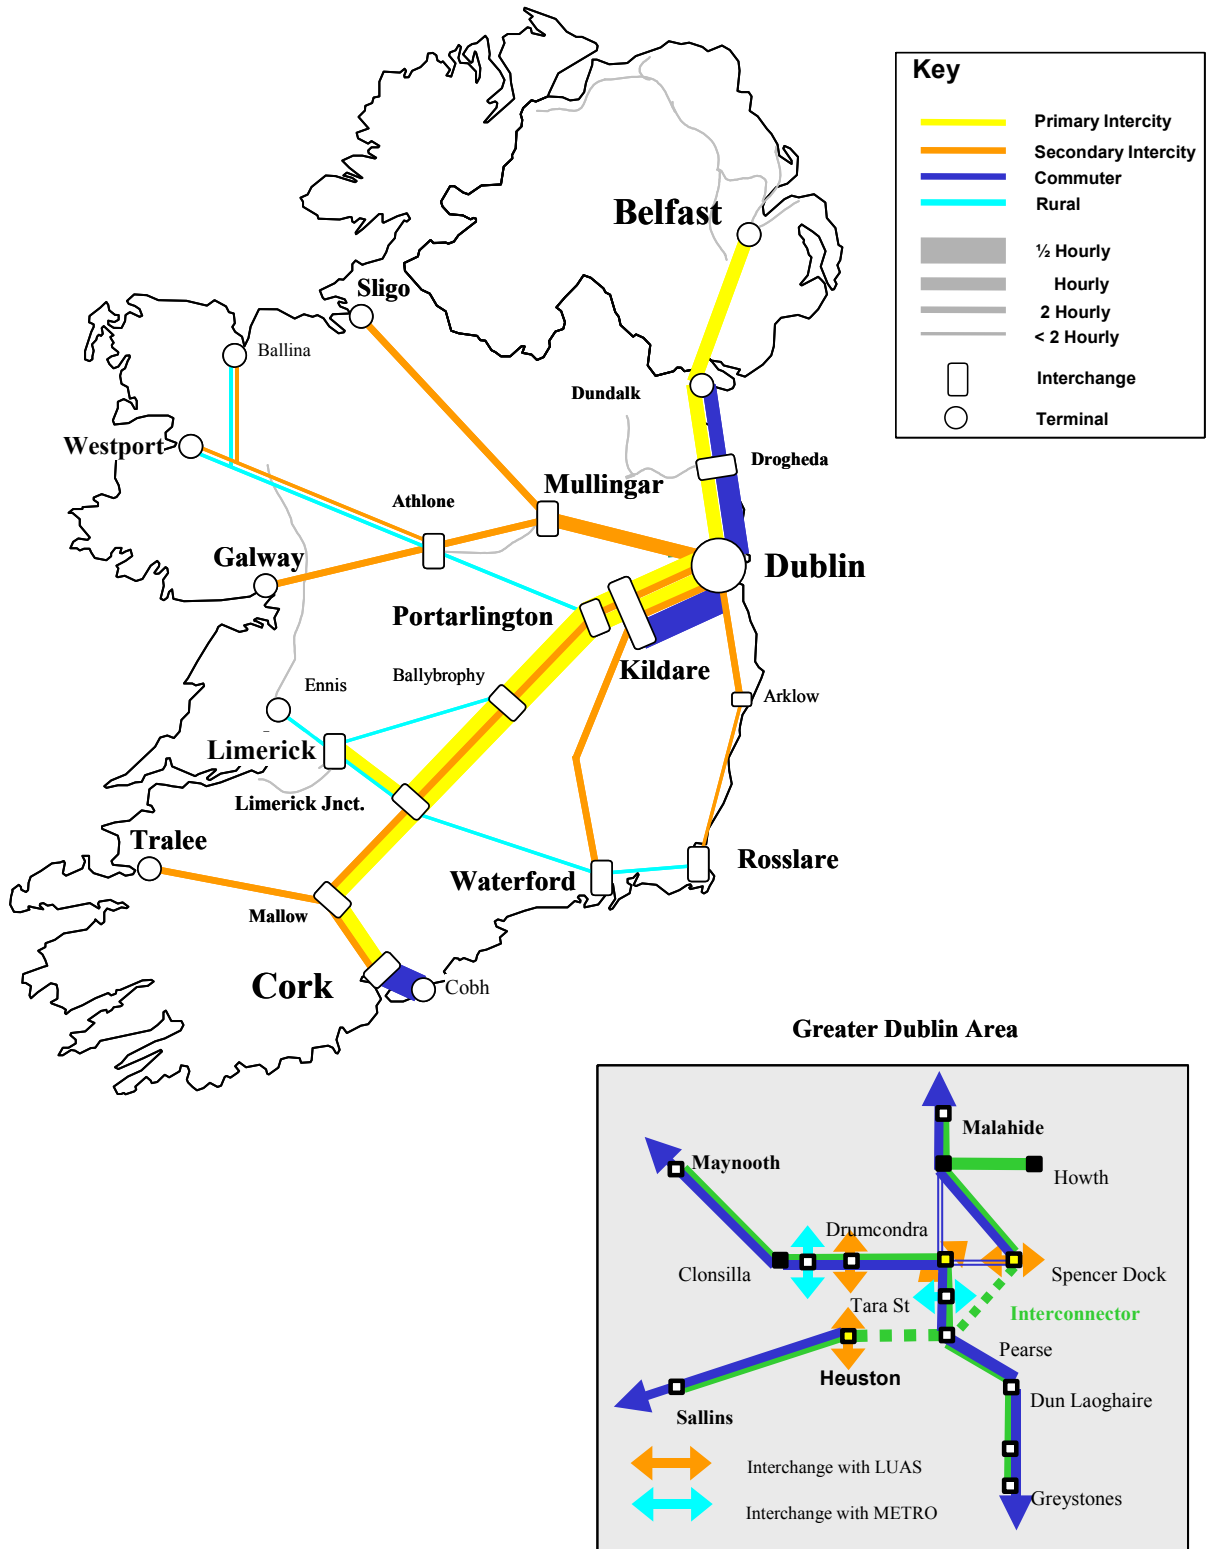 Key
Primary Intercity
Secondary Intercity
Commuter
Rural
½ Hourly
Hourly
2 Hourly
< 2 Hourly
Interchange
Terminal
Belfast
Sligo
Ballina
Dundalk
Westport
Drogheda
Mullingar
Athlone
Galway
Dublin
Portarlington
Kildare
Ballybrophy
Ennis
Arklow
Limerick
Limerick Jnct.
Tralee
Rosslare
Waterford
Mallow
Cork
Cobh
Greater Dublin Area
Malahide
Maynooth
Howth
Drumcondra
Clonsilla
Spencer Dock
Tara St
Interconnector
Pearse
Heuston
Dun Laoghaire
Sallins
Interchange with LUAS
Greystones
Interchange with METRO